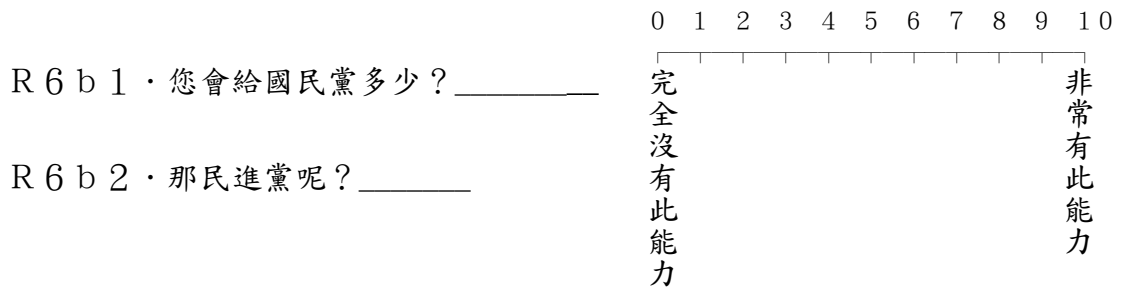 ０ １ ２ ３ ４ ５ ６ ７ ８ ９ １０
Ｒ６ｂ１．您會給國民黨多少？________
完全沒有此能力
非常有此能力
Ｒ６ｂ２．那民進黨呢？_______